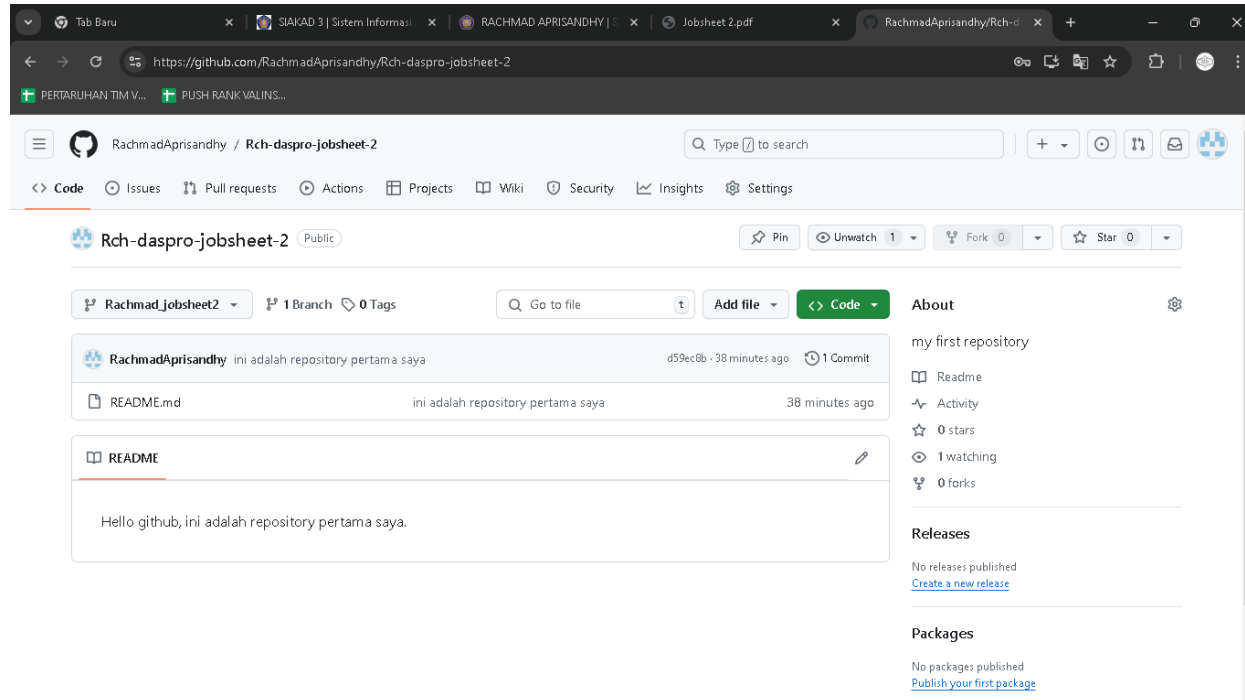 Tab Baru
SIAKAD 3 | Sistem Informasi
RACHMAD APRISANDHY | S
Jobsheet 2.pdf
RachmadAprisandhy/Rch-d
https://github.com/RachmadAprisandhy/Rch-daspro-jobsheet-2
PERTARUHAN TIM V...
PUSH RANK VALINS...
RachmadAprisandhy / Rch-daspro-jobsheet-2
Type / to search
Code
Issues
Pull requests
Actions
Projects
Wiki
Security
Insights
Settings
Rch-daspro-jobsheet-2 Public
Pin
Unwatch 1
Fork 0
Star 0
Rachmad_jobsheet2
1 Branch
0 Tags
Go to file t
Add file
<> Code
RachmadAprisandhy ini adalah repository pertama saya
d59ec8b · 38 minutes ago
1 Commit
README.md
ini adalah repository pertama saya
38 minutes ago
README
Hello github, ini adalah repository pertama saya.
About
my first repository
Readme
Activity
0 stars
1 watching
0 forks
Releases
No releases published
Create a new release
Packages
No packages published
Publish your first package